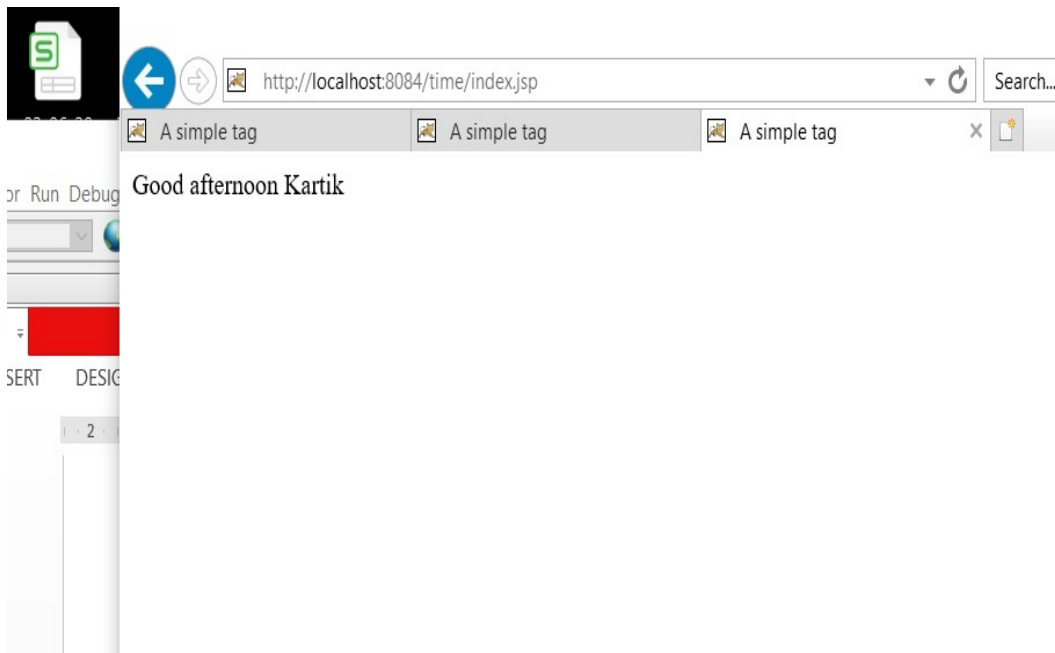 S
http://localhost:8084/time/index.jsp
Search...
A simple tag
A simple tag
A simple tag
or Run Debug
Good afternoon Kartik
SERT DESIG
2